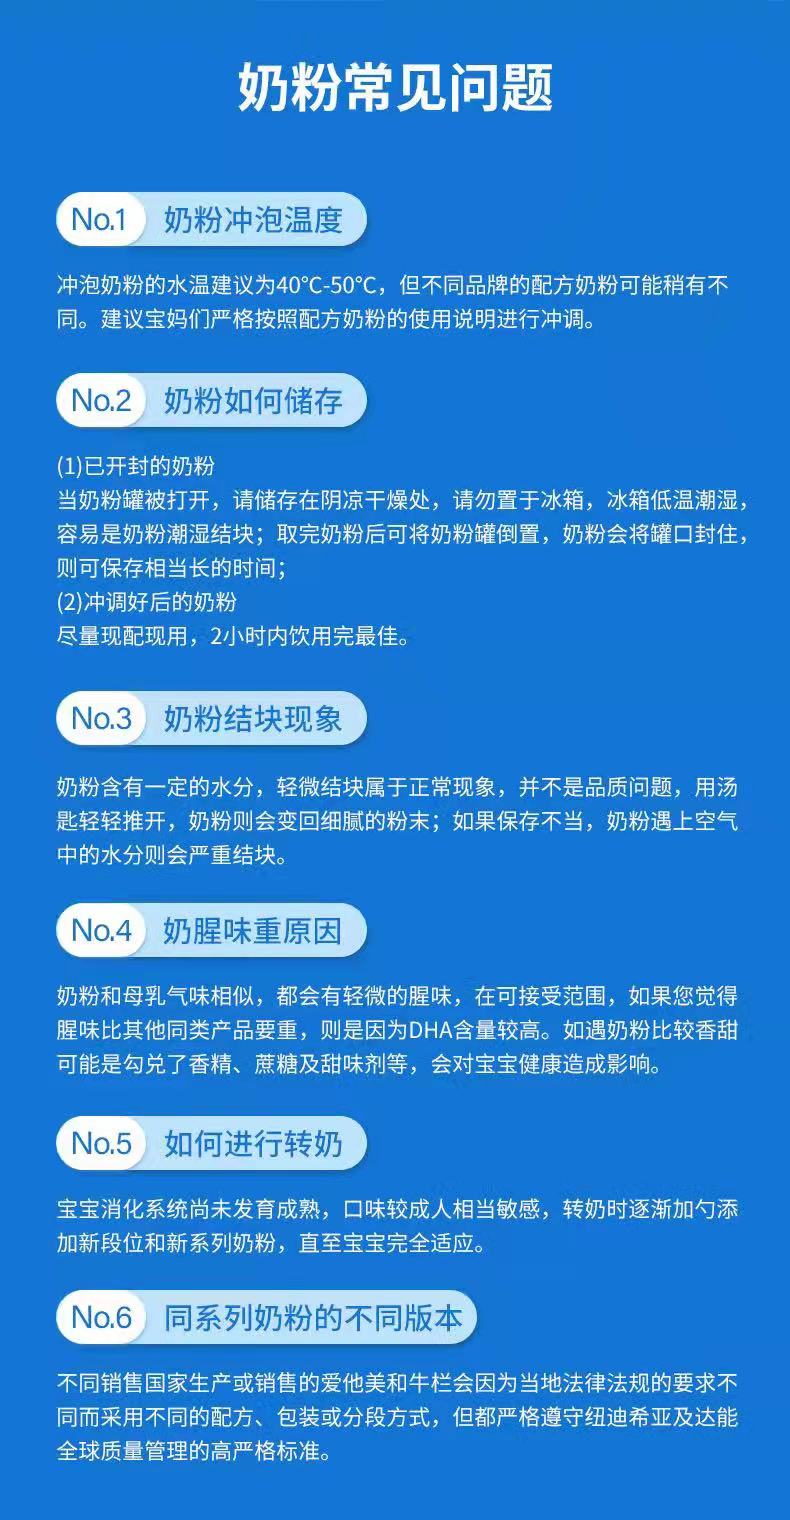 奶粉常见问题
No.1 奶粉冲泡温度
冲泡奶粉的水温建议为40℃-50℃，但不同品牌的配方奶粉可能稍有不
同。建议宝妈们严格按照配方奶粉的使用说明进行冲调。
No.2 奶粉如何储存
(1)已开封的奶粉
当奶粉罐被打开，请储存在阴凉干燥处，请勿置于冰箱，冰箱低温潮湿，
容易是奶粉潮湿结块；取完奶粉后可将奶粉罐倒置，奶粉会将罐口封住，
则可保存相当长的时间；
(2)冲调好后的奶粉
尽量现配现用，2小时内饮用完最佳。
No.3 奶粉结块现象
奶粉含有一定的水分，轻微结块属于正常现象，并不是品质问题，用汤
匙轻轻推开，奶粉则会变回细腻的粉末；如果保存不当，奶粉遇上空气
中的水分则会严重结块。
No.4 奶腥味重原因
奶粉和母乳气味相似，都会有轻微的腥味，在可接受范围，如果您觉得
腥味比其他同类产品要重，则是因为DHA含量较高。如遇奶粉比较香甜
可能是勾兑了香精、蔗糖及甜味剂等，会对宝宝健康造成影响。
No.5 如何进行转奶
宝宝消化系统尚未发育成熟，口味较成人相当敏感，转奶时逐渐加勺添
加新段位和新系列奶粉，直至宝宝完全适应。
No.6 同系列奶粉的不同版本
不同销售国家生产或销售的爱他美和牛栏会因为当地法律法规的要求不
同而采用不同的配方、包装或分段方式，但都严格遵守纽迪希亚及达能
全球质量管理的高严格标准。